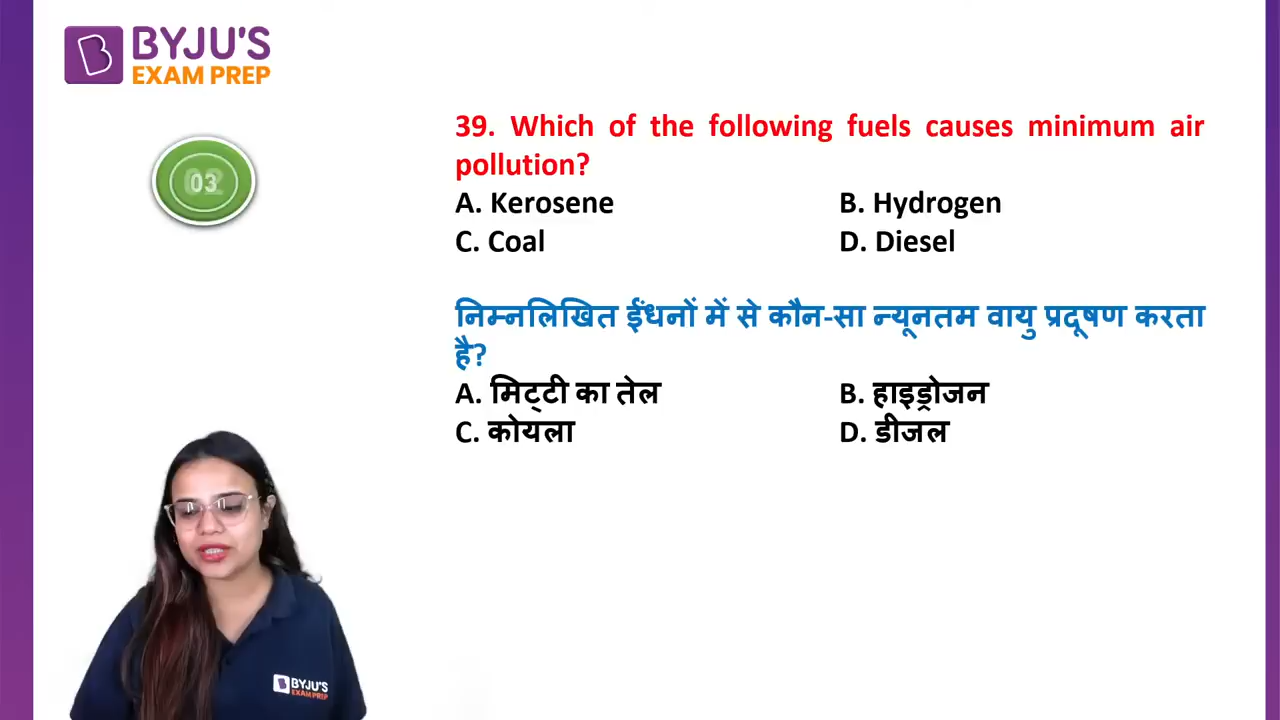 BYJU'S
EXAM PREP
03
39. Which of the following fuels causes minimum air
pollution?
A. Kerosene B. Hydrogen
C. Coal D. Diesel
निम्नलिखित ईंधनों में से कौन-सा न्यूनतम वायु प्रदूषण करता
है?
A. मिट्टी का तेल B. हाइड्रोजन
C. कोयला D. डीजल
BYJU'S
EXAM PREP